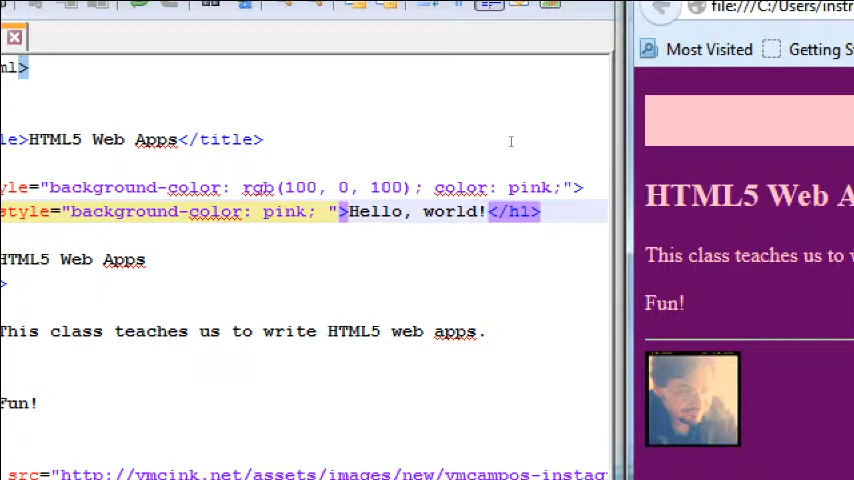 file:///C:/Users/instr
ml>
Most Visited Getting S
le>HTML5 Web Apps</title>
yle="background-color: rgb(100, 0, 100); color: pink;">
style="background-color: pink; ">Hello, world!</h1>
HTML5 Web Apps
>
This class teaches us to write HTML5 web apps.
Fun!
src="http://vmcink.net/assets/images/new/vmcampos-instag
HTML5 Web A
This class teaches us to w
Fun!